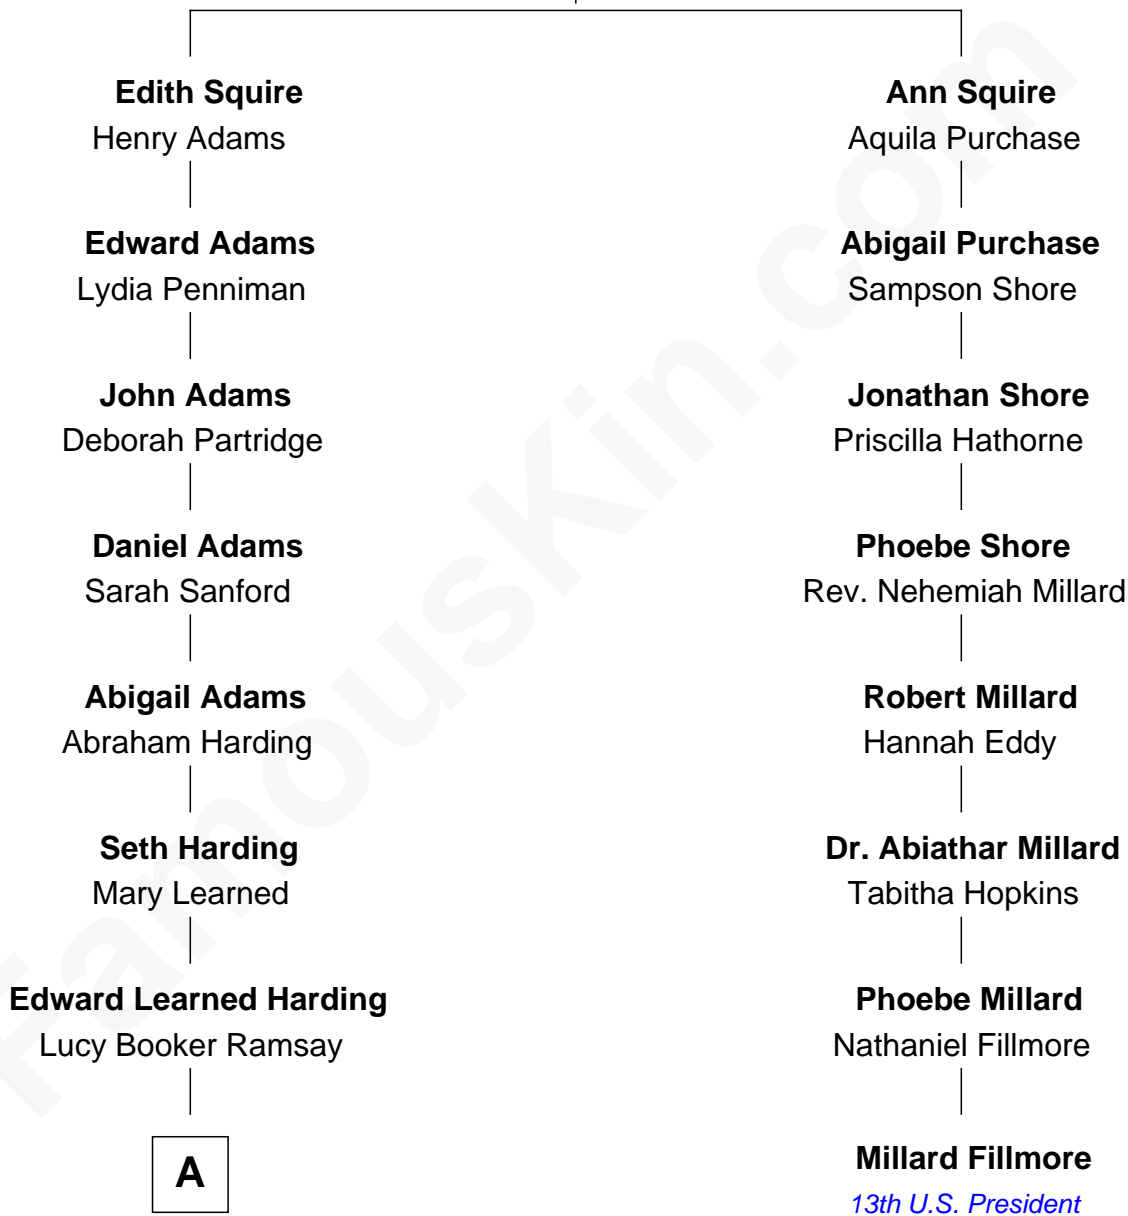 Edith Squire
Henry Adams
Edward Adams
Lydia Penniman
John Adams
Deborah Partridge
Daniel Adams
Sarah Sanford
Abigail Adams
Abraham Harding
Seth Harding
Mary Learned
Edward Learned Harding
Lucy Booker Ramsay
A
Ann Squire
Aquila Purchase
Abigail Purchase
Sampson Shore
Jonathan Shore
Priscilla Hathorne
Phoebe Shore
Rev. Nehemiah Millard
Robert Millard
Hannah Eddy
Dr. Abiathar Millard
Tabitha Hopkins
Phoebe Millard
Nathaniel Fillmore
Millard Fillmore
13th U.S. President
FamousKin.com